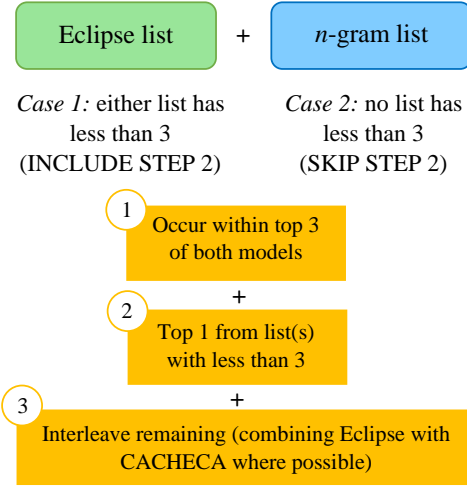 Eclipse list + n-gram list
Case 1: either list has
less than 3
(INCLUDE STEP 2)
Case 2: no list has
less than 3
(SKIP STEP 2)
1
Occur within top 3
of both models
+
2
Top 1 from list(s)
with less than 3
+
3
Interleave remaining (combining Eclipse with
CACHECA where possible)